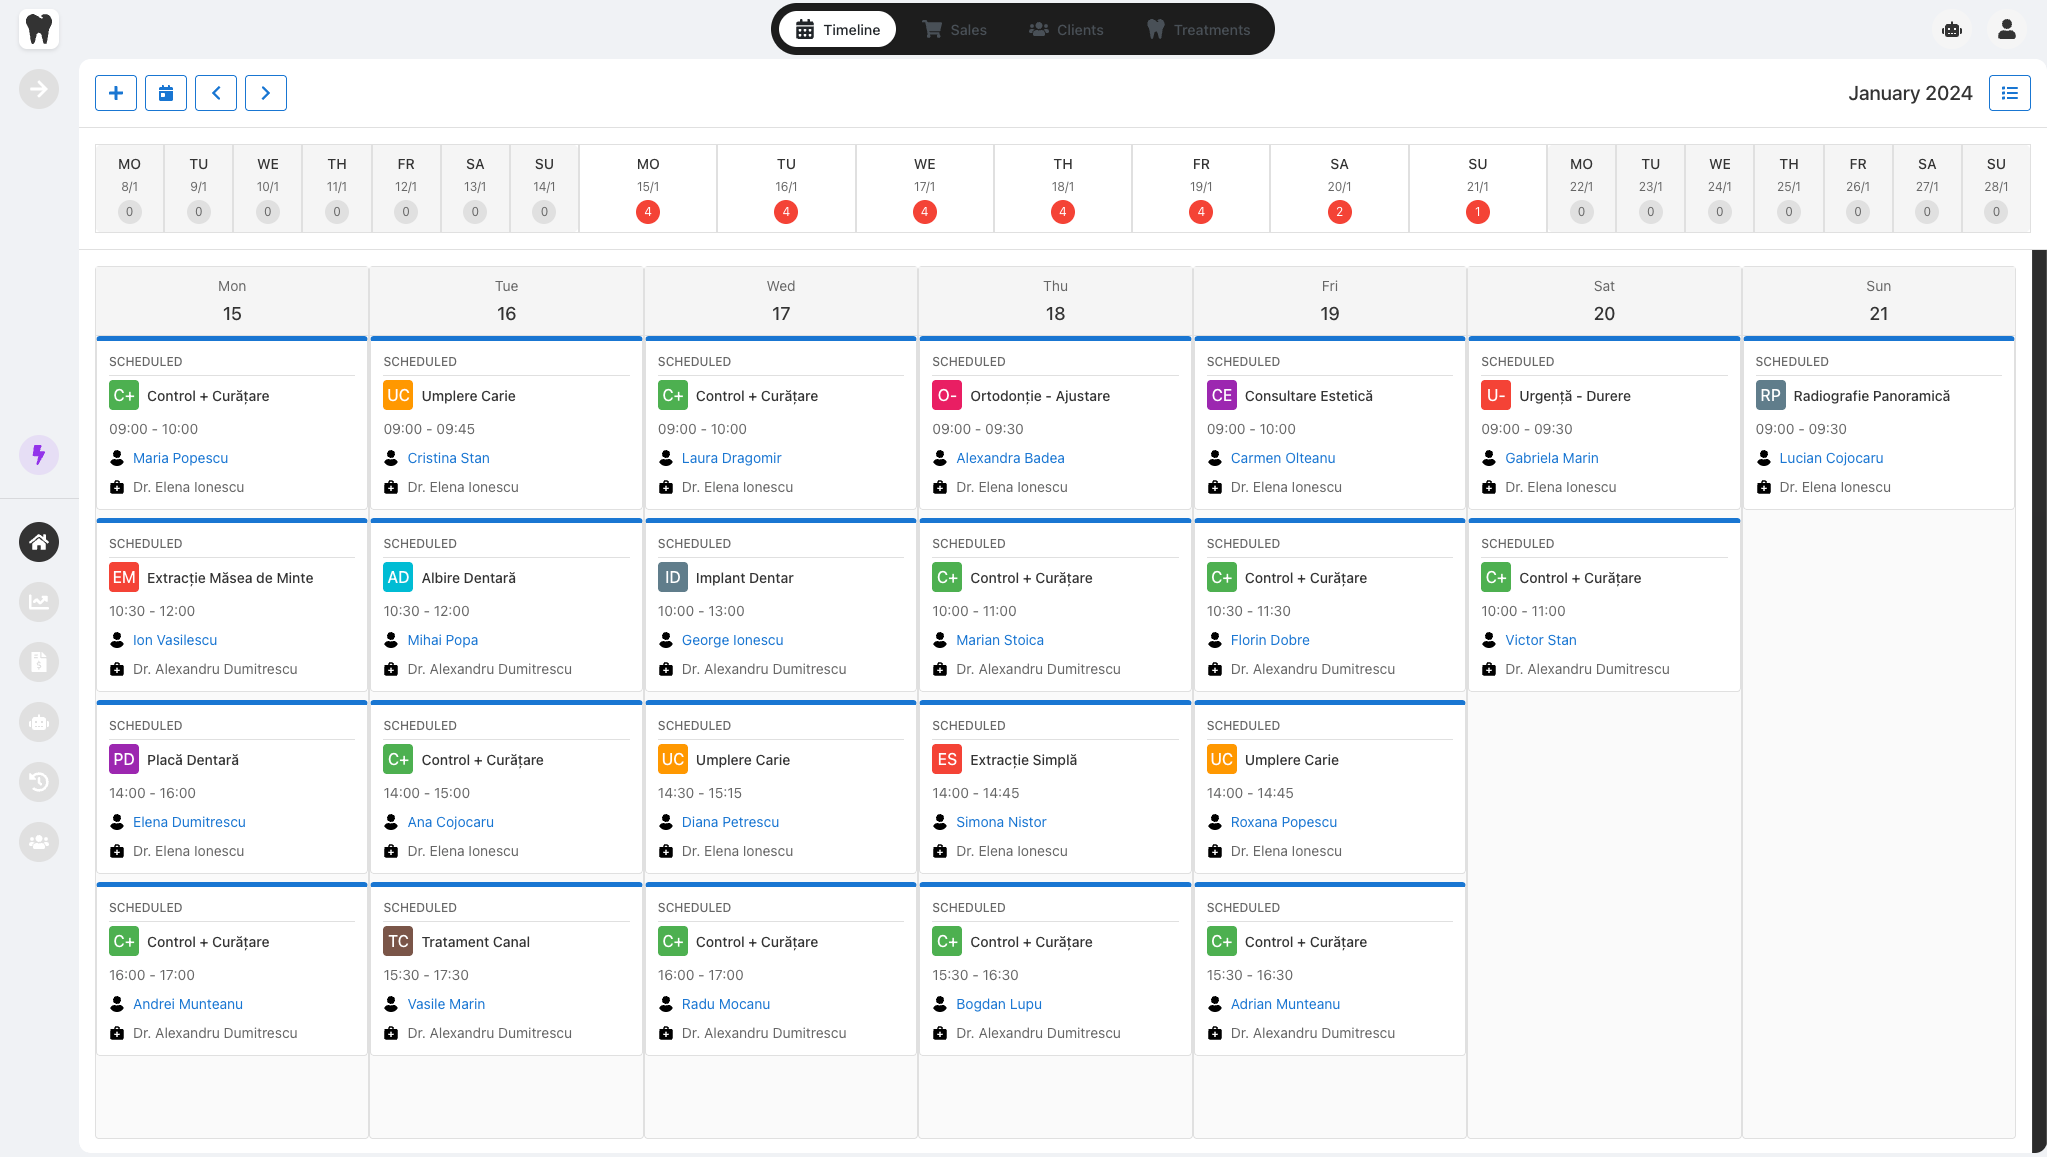 Timeline
Sales
Clients
Treatments
January 2024
MO TU WE TH FR SA SU MO TU WE TH FR SA SU MO TU WE TH FR SA SU
8/1 9/1 10/1 11/1 12/1 13/1 14/1 15/1 16/1 17/1 18/1 19/1 20/1 21/1 22/1 23/1 24/1 25/1 26/1 27/1 28/1
0 0 0 0 0 0 0 4 4 4 4 4 2 1 0 0 0 0 0 0 0
Mon
15
SCHEDULED
C+ Control + Curățare
09:00 - 10:00
Maria Popescu
Dr. Elena Ionescu
SCHEDULED
EM Extracție Măsea de Minte
10:30 - 12:00
Ion Vasilescu
Dr. Alexandru Dumitrescu
SCHEDULED
PD Placă Dentară
14:00 - 16:00
Elena Dumitrescu
Dr. Elena Ionescu
SCHEDULED
C+ Control + Curățare
16:00 - 17:00
Andrei Munteanu
Dr. Alexandru Dumitrescu
Tue
16
SCHEDULED
UC Umplere Carie
09:00 - 09:45
Cristina Stan
Dr. Elena Ionescu
SCHEDULED
AD Albire Dentară
10:30 - 12:00
Mihai Popa
Dr. Alexandru Dumitrescu
SCHEDULED
C+ Control + Curățare
14:00 - 15:00
Ana Cojocaru
Dr. Elena Ionescu
SCHEDULED
TC Tratament Canal
15:30 - 17:30
Vasile Marin
Dr. Alexandru Dumitrescu
Wed
17
SCHEDULED
C+ Control + Curățare
09:00 - 10:00
Laura Dragomir
Dr. Elena Ionescu
SCHEDULED
ID Implant Dentar
10:00 - 13:00
George Ionescu
Dr. Alexandru Dumitrescu
SCHEDULED
UC Umplere Carie
14:30 - 15:15
Diana Petrescu
Dr. Elena Ionescu
SCHEDULED
C+ Control + Curățare
16:00 - 17:00
Radu Mocanu
Dr. Alexandru Dumitrescu
Thu
18
SCHEDULED
O- Ortodonție - Ajustare
09:00 - 09:30
Alexandra Badea
Dr. Elena Ionescu
SCHEDULED
C+ Control + Curățare
10:00 - 11:00
Marian Stoica
Dr. Alexandru Dumitrescu
SCHEDULED
ES Extracție Simplă
14:00 - 14:45
Simona Nistor
Dr. Elena Ionescu
SCHEDULED
C+ Control + Curățare
15:30 - 16:30
Bogdan Lupu
Dr. Alexandru Dumitrescu
Fri
19
SCHEDULED
CE Consultare Estetică
09:00 - 10:00
Carmen Olteanu
Dr. Elena Ionescu
SCHEDULED
C+ Control + Curățare
10:30 - 11:30
Florin Dobre
Dr. Alexandru Dumitrescu
SCHEDULED
UC Umplere Carie
14:00 - 14:45
Roxana Popescu
Dr. Elena Ionescu
SCHEDULED
C+ Control + Curățare
15:30 - 16:30
Adrian Munteanu
Dr. Alexandru Dumitrescu
Sat
20
SCHEDULED
U- Urgență - Durere
09:00 - 09:30
Gabriela Marin
Dr. Elena Ionescu
SCHEDULED
C+ Control + Curățare
10:00 - 11:00
Victor Stan
Dr. Alexandru Dumitrescu
Sun
21
SCHEDULED
RP Radiografie Panoramică
09:00 - 09:30
Lucian Cojocaru
Dr. Elena Ionescu